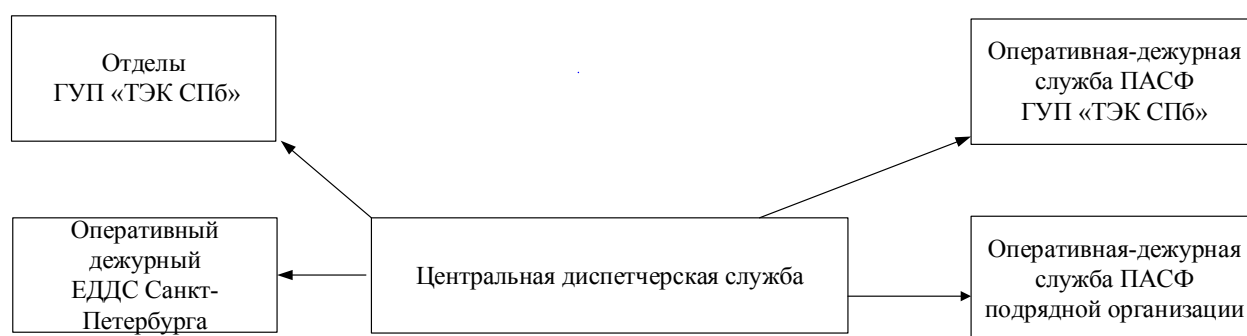 Отделы
ГУП «ТЭК СПб»
Оперативная-дежурная
служба ПАСФ
ГУП «ТЭК СПб»
Оперативный
дежурный
ЕДДС Санкт-
Петербурга
Центральная диспетчерская служба
Оперативная-дежурная
служба ПАСФ
подрядной организации